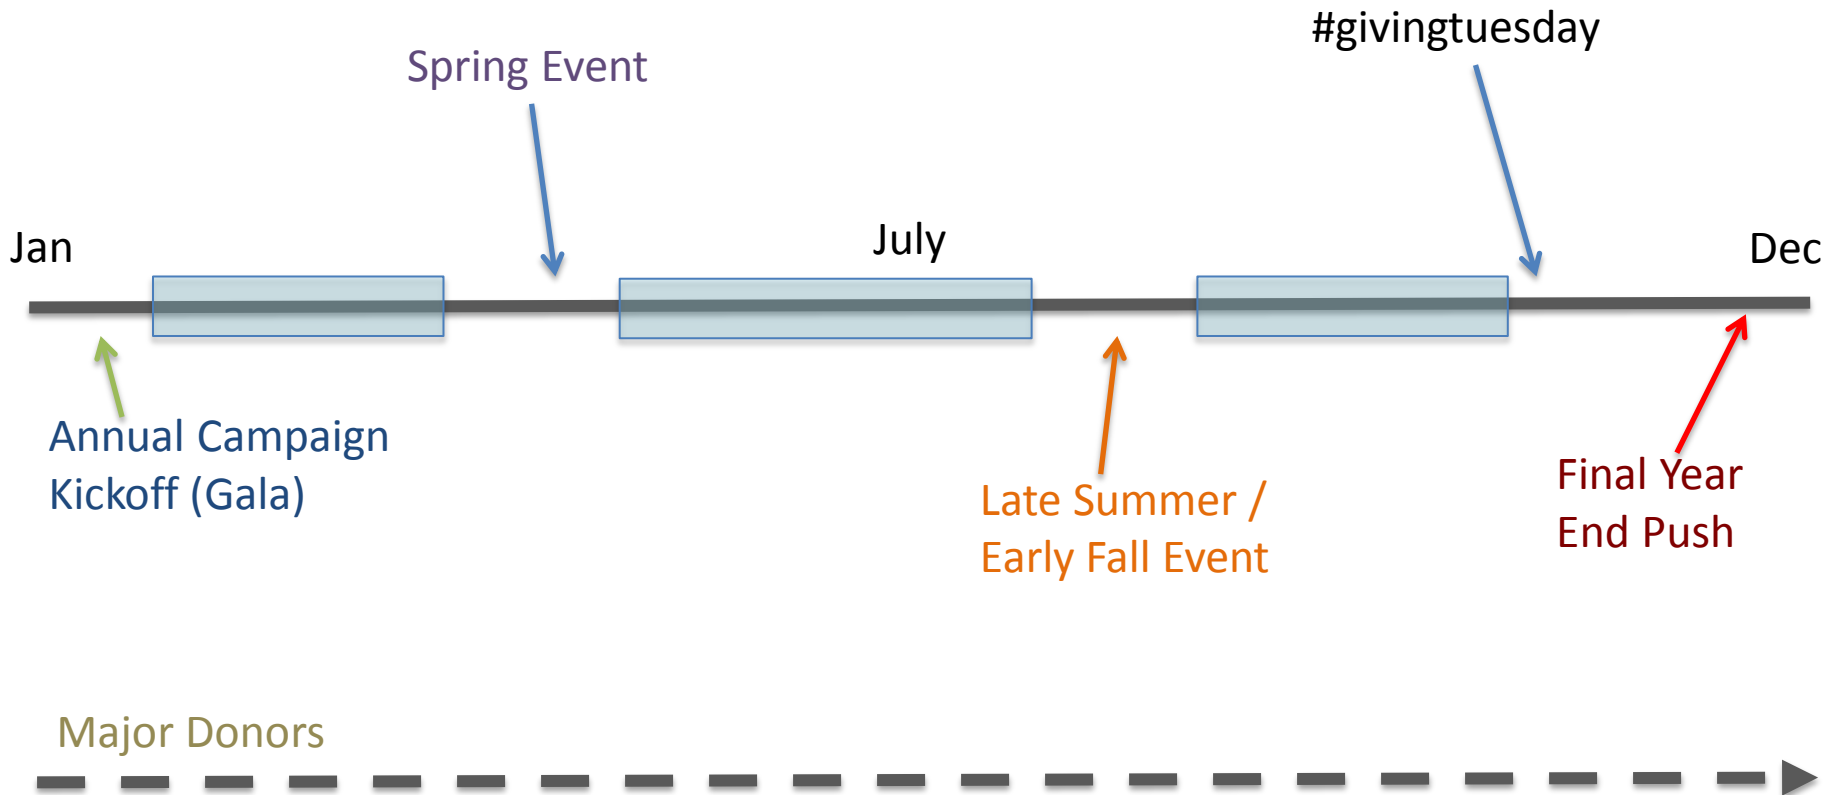 #givingtuesday
Spring Event
Jan
July
Dec
Annual Campaign
Kickoff (Gala)
Late Summer /
Early Fall Event
Final Year
End Push
Major Donors